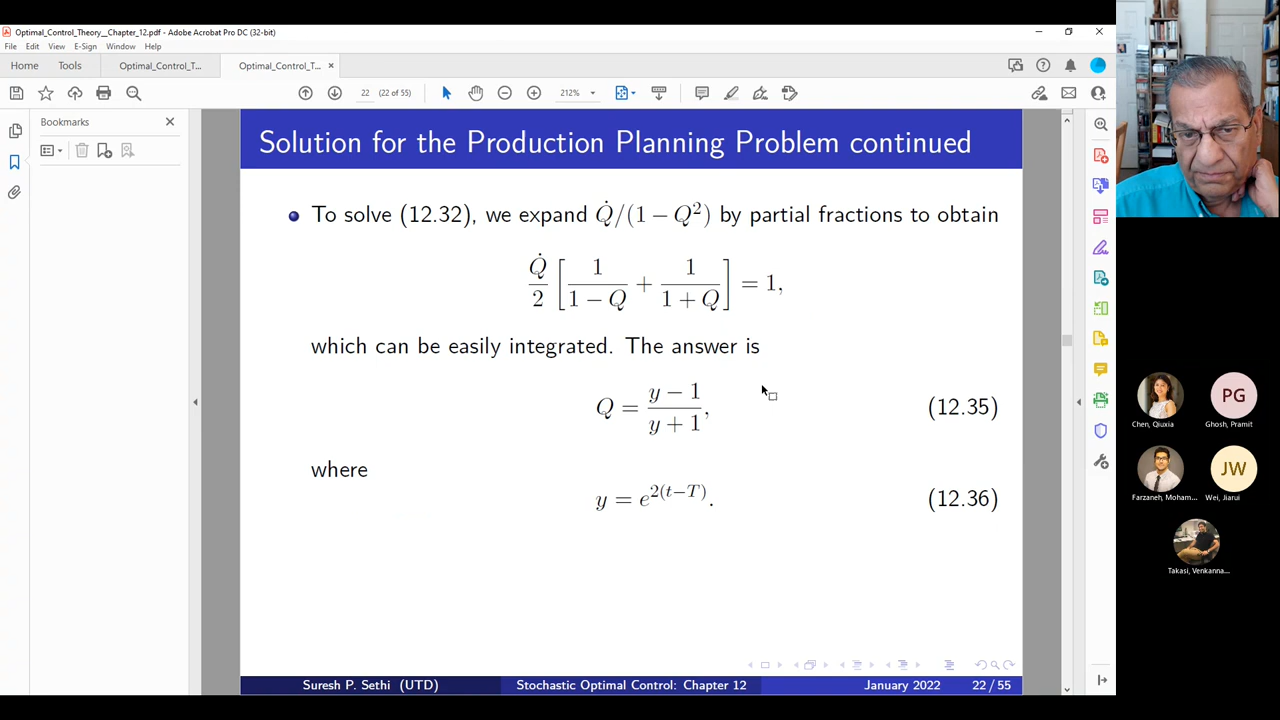 Optimal_Control_Theory__Chapter_12.pdf - Adobe Acrobat Pro DC (32-bit)
File Edit View E-Sign Window Help
Home Tools Optimal_Control_T... Optimal_Control_T... ×
22 (22 of 55) 212%
Bookmarks
Solution for the Production Planning Problem continued
To solve (12.32), we expand Q̇/(1 − Q²) by partial fractions to obtain
Q̇/2 [1/(1 − Q) + 1/(1 + Q)] = 1,
which can be easily integrated. The answer is
Q = (y − 1)/(y + 1), (12.35)
where
y = e^{2(t−T)}. (12.36)
Suresh P. Sethi (UTD) Stochastic Optimal Control: Chapter 12 January 2022 22 / 55
PG
Chen, Qiuxia Ghosh, Pramit
JW
Farzaneh, Moham... Wei, Jiarui
Takasi, Venkanna...